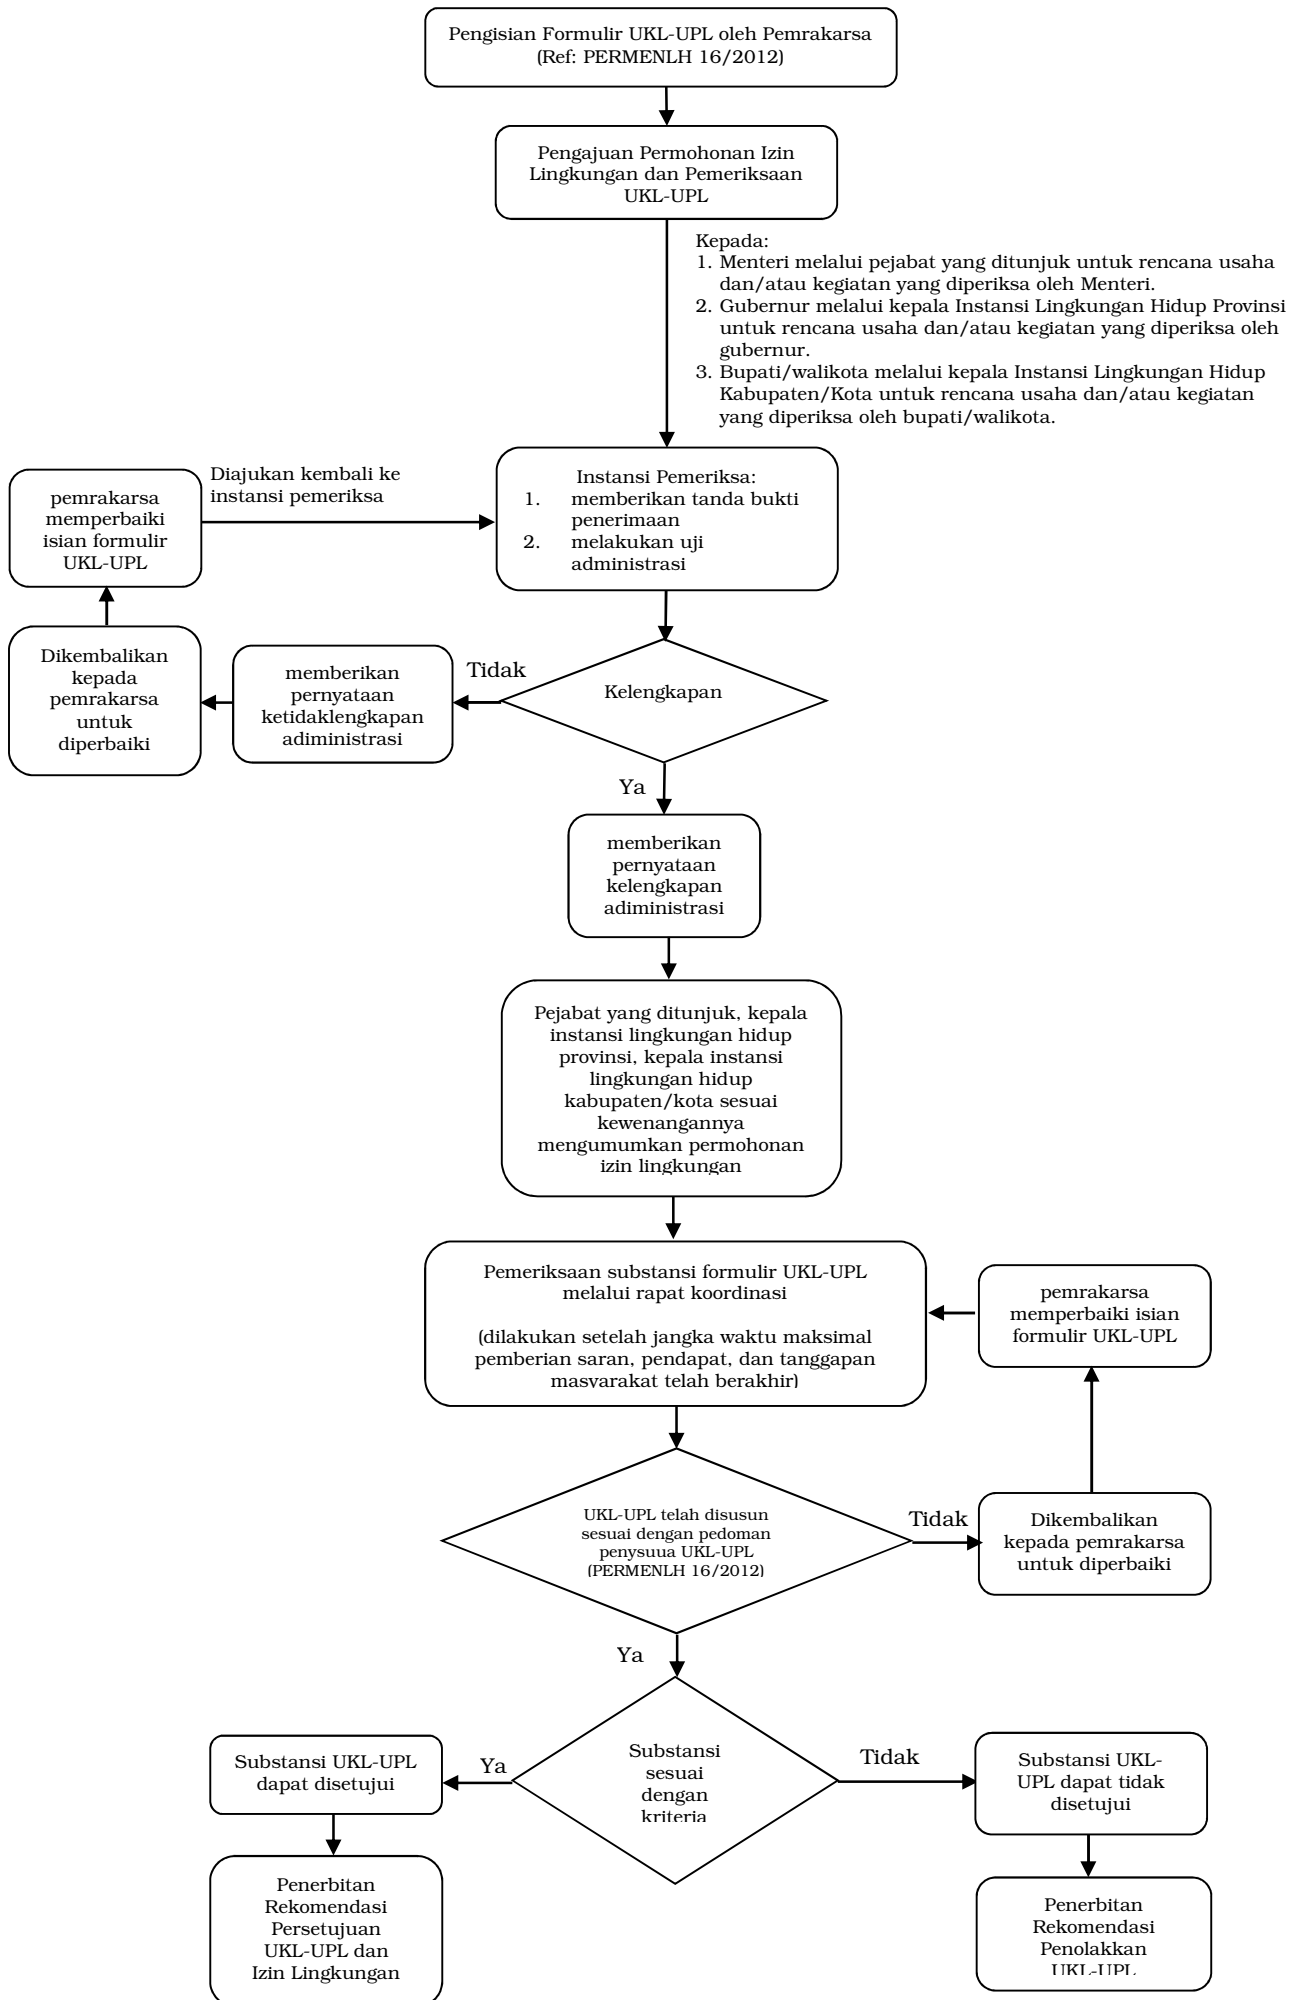 Pengisian Formulir UKL-UPL oleh Pemrakarsa
(Ref: PERMENLH 16/2012)
Pengajuan Permohonan Izin
Lingkungan dan Pemeriksaan
UKL-UPL
Kepada:
1. Menteri melalui pejabat yang ditunjuk untuk rencana usaha
dan/atau kegiatan yang diperiksa oleh Menteri.
2. Gubernur melalui kepala Instansi Lingkungan Hidup Provinsi
untuk rencana usaha dan/atau kegiatan yang diperiksa oleh
gubernur.
3. Bupati/walikota melalui kepala Instansi Lingkungan Hidup
Kabupaten/Kota untuk rencana usaha dan/atau kegiatan
yang diperiksa oleh bupati/walikota.
pemrakarsa
memperbaiki
isian formulir
UKL-UPL
Diajukan kembali ke
instansi pemeriksa
Instansi Pemeriksa:
1. memberikan tanda bukti
penerimaan
2. melakukan uji
administrasi
Dikembalikan
kepada
pemrakarsa
untuk
diperbaiki
memberikan
pernyataan
ketidaklengkapan
adiministrasi
Tidak
Kelengkapan
Ya
memberikan
pernyataan
kelengkapan
adiministrasi
Pejabat yang ditunjuk, kepala
instansi lingkungan hidup
provinsi, kepala instansi
lingkungan hidup
kabupaten/kota sesuai
kewenangannya
mengumumkan permohonan
izin lingkungan
Pemeriksaan substansi formulir UKL-UPL
melalui rapat koordinasi
(dilakukan setelah jangka waktu maksimal
pemberian saran, pendapat, dan tanggapan
masyarakat telah berakhir)
pemrakarsa
memperbaiki isian
formulir UKL-UPL
UKL-UPL telah disusun
sesuai dengan pedoman
penysuua UKL-UPL
(PERMENLH 16/2012)
Tidak
Dikembalikan
kepada pemrakarsa
untuk diperbaiki
Ya
Substansi UKL-UPL
dapat disetujui
Ya
Substansi
sesuai
dengan
kriteria
Tidak
Substansi UKL-
UPL dapat tidak
disetujui
Penerbitan
Rekomendasi
Persetujuan
UKL-UPL dan
Izin Lingkungan
Penerbitan
Rekomendasi
Penolakkan
UKL-UPL